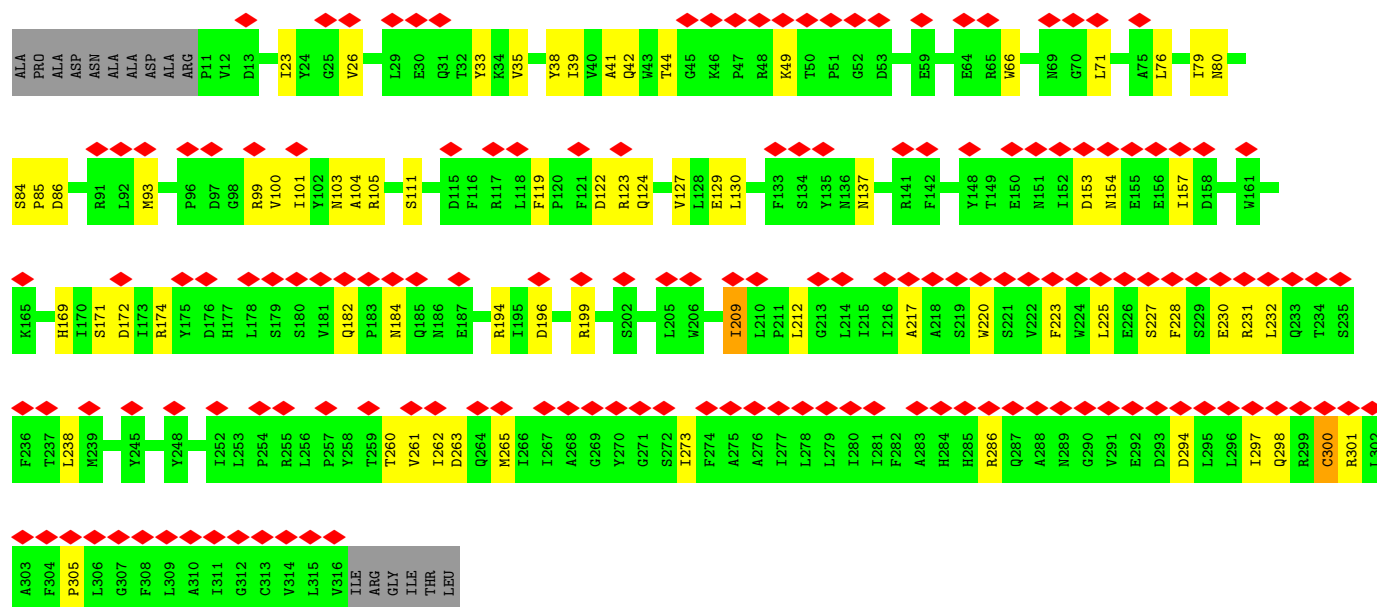 ALA PRO ALA ASP ASN ALA ALA ASP ALA ARG P11 V12 D13 I23 Y24 G25 V26 L29 E30 Q31 T32 Y33 K34 V35 Y38 I39 V40 A41 Q42 W43 T44 G45 K46 P47 R48 K49 T50 P51 G52 D53 E59 E64 R65 W66 N69 G70 L71 A75 L76 I79 N80
S84 P85 D86 R91 L92 M93 P96 D97 G98 R99 V100 I101 Y102 N103 A104 R105 S111 D115 F116 R117 L118 F119 P120 F121 D122 R123 Q124 V127 L128 E129 L130 F133 S134 Y135 N136 N137 R141 F142 Y148 T149 E150 N151 I152 D153 N154 E155 E156 I157 D158 W161
K165 H169 I170 S171 D172 I173 R174 Y175 D176 H177 L178 S179 S180 V181 Q182 P183 N184 Q185 N186 E187 R194 I195 D196 R199 S202 L205 W206 I209 L210 P211 L212 G213 L214 I215 I216 A217 A218 S219 W220 S221 V222 F223 W224 L225 E226 S227 F228 S229 E230 R231 L232 Q233 T234 S235
F236 T237 L238 M239 Y245 Y248 I252 L253 P254 R255 L256 P257 Y258 T259 T260 V261 I262 D263 Q264 M265 I266 I267 A268 G269 Y270 G271 S272 I273 F274 A275 A276 I277 L278 L279 I280 I281 F282 A283 H284 H285 R286 Q287 A288 N289 G290 V291 E292 D293 D294 L295 L296 I297 Q298 R299 C300 R301 L302
A303 F304 P305 L306 G307 F308 L309 A310 I311 G312 C313 V314 L315 V316 ILE ARG GLY ILE THR LEU